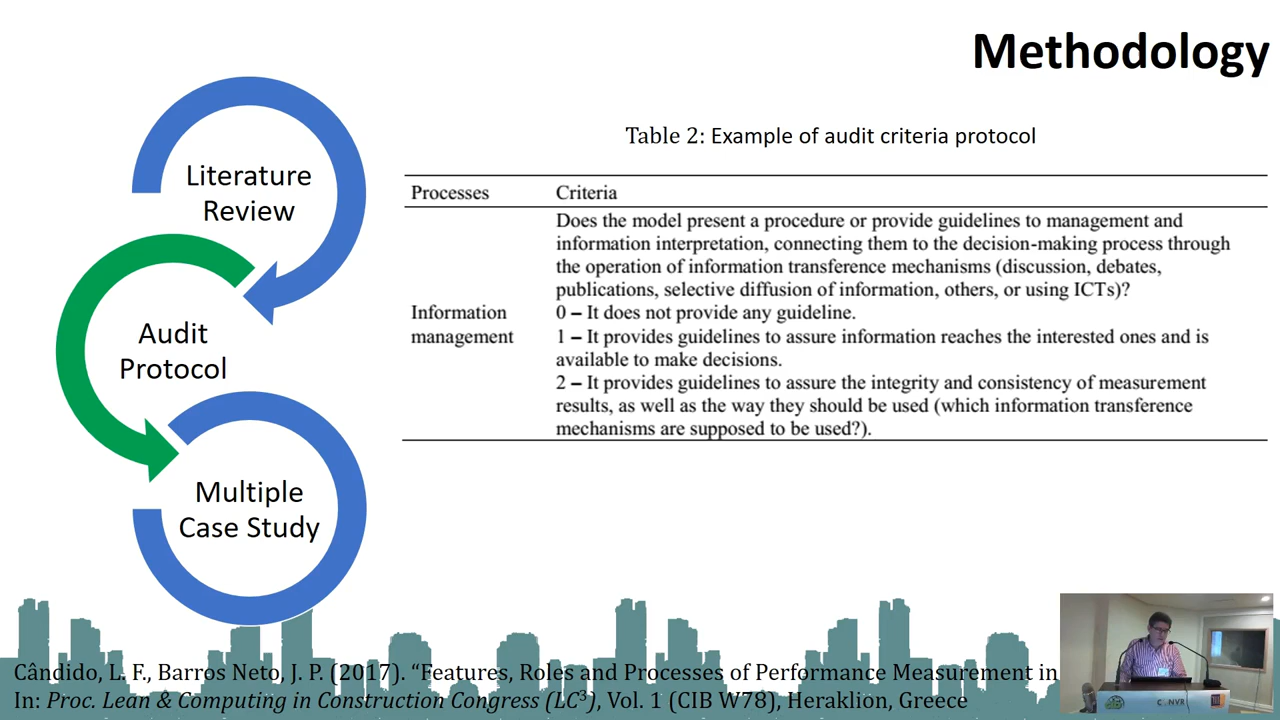 Methodology
Literature
Review
Audit
Protocol
Multiple
Case Study
Table 2: Example of audit criteria protocol
Processes Criteria
Does the model present a procedure or provide guidelines to management and
information interpretation, connecting them to the decision-making process through
the operation of information transference mechanisms (discussion, debates,
publications, selective diffusion of information, others, or using ICTs)?
Information
management
0 – It does not provide any guideline.
1 – It provides guidelines to assure information reaches the interested ones and is
available to make decisions.
2 – It provides guidelines to assure the integrity and consistency of measurement
results, as well as the way they should be used (which information transference
mechanisms are supposed to be used?).
Cândido, L. F., Barros Neto, J. P. (2017). “Features, Roles and Processes of Performance Measurement in
In: Proc. Lean & Computing in Construction Congress (LC³), Vol. 1 (CIB W78), Heraklion, Greece